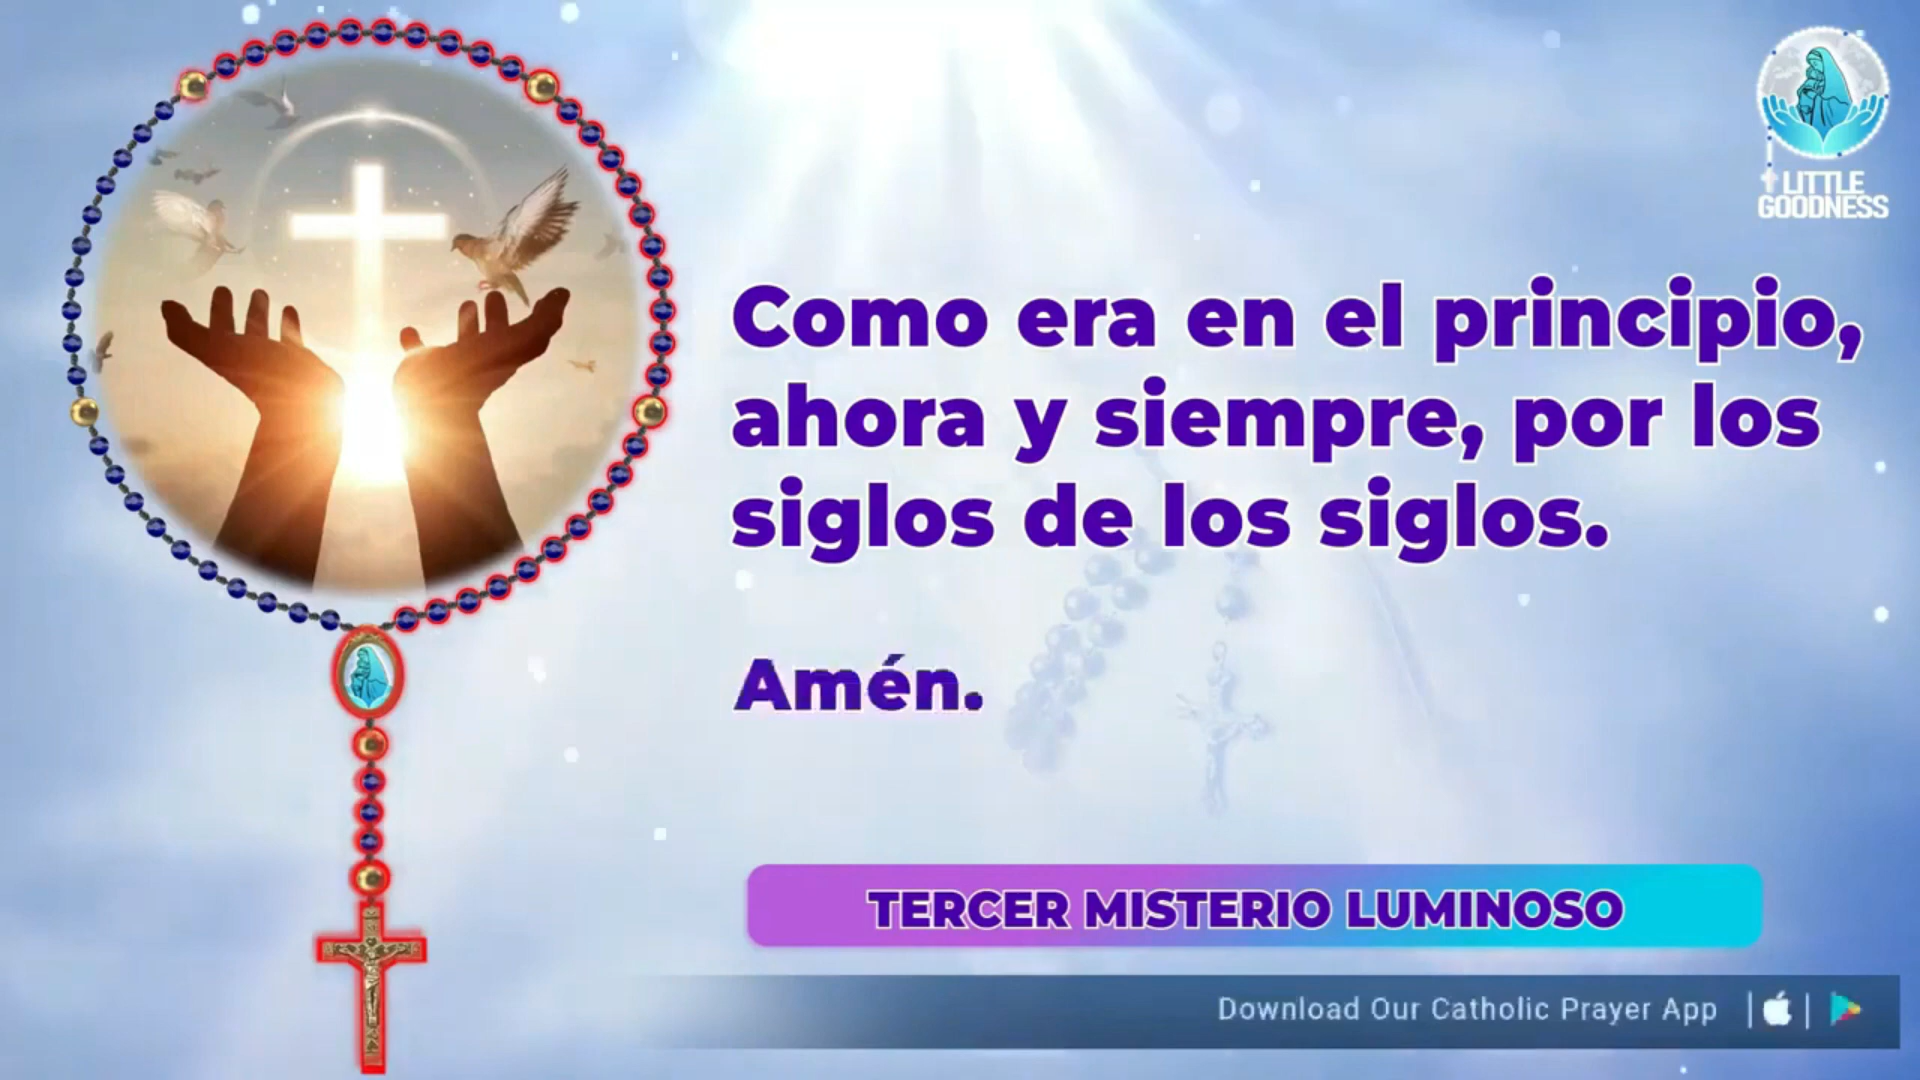 LITTLE
GOODNESS
Como era en el principio,
ahora y siempre, por los
siglos de los siglos.
Amén.
TERCER MISTERIO LUMINOSO
Download Our Catholic Prayer App